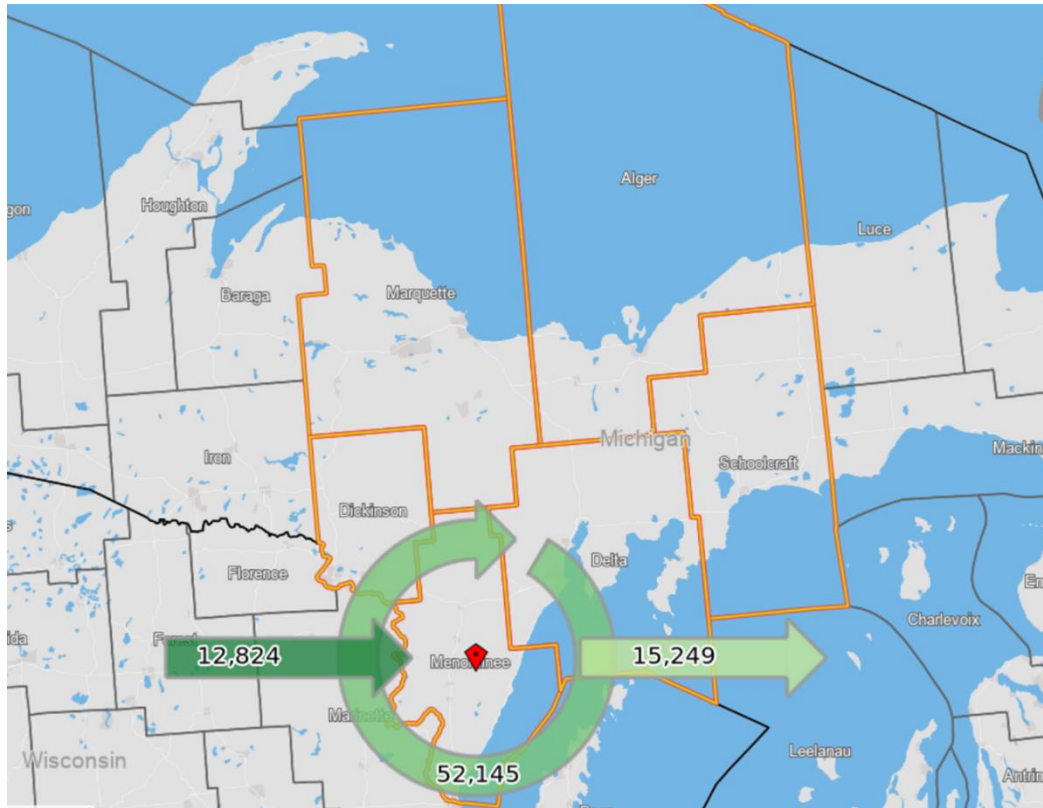 Alger
Houghton
gon
Luce
Baraga
Marquette
Michigan
Mackin
Iron
Schoolcraft
Dickinson
Delta
Florence
Charlevoix
12,824
15,249
Menominee
Marinette
Leelanau
Wisconsin
52,145
Antrim